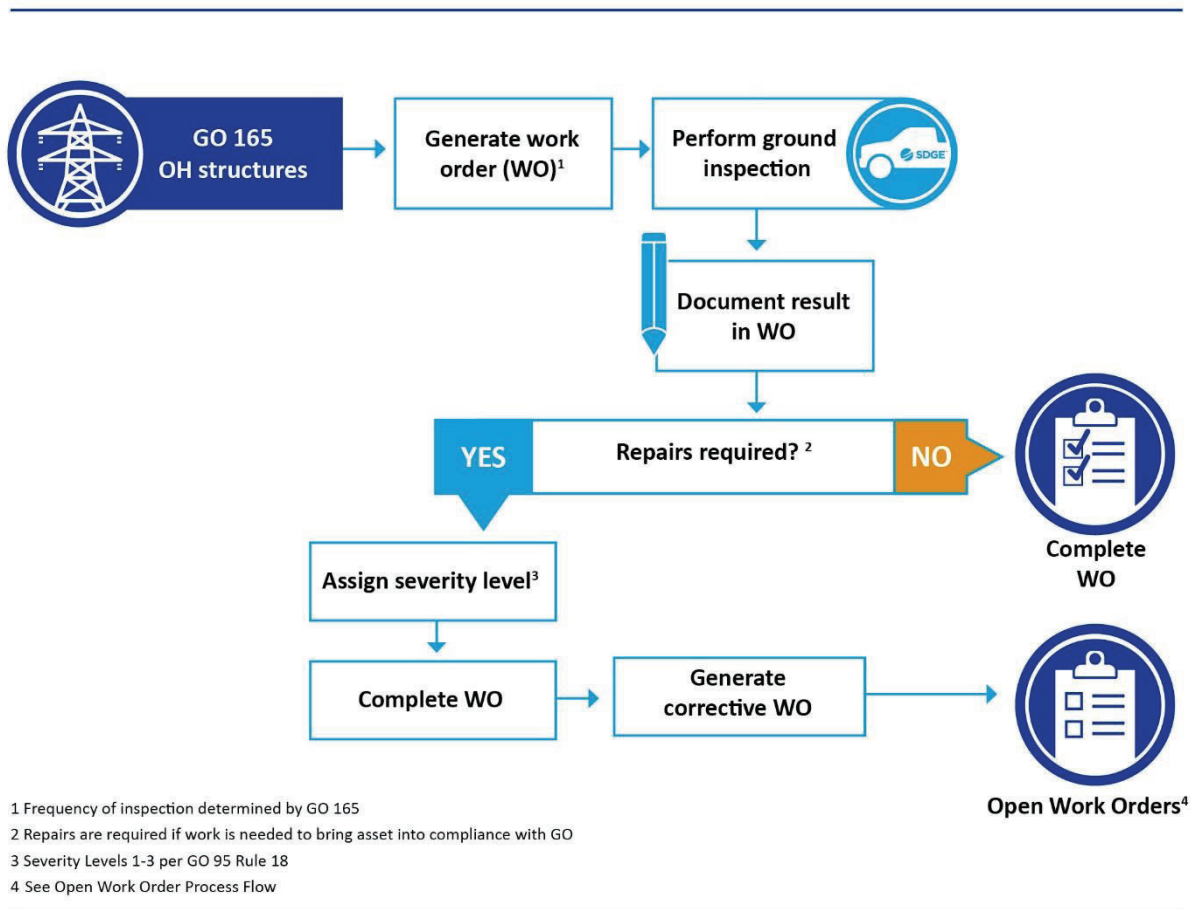 GO 165
OH structures
Generate work
order (WO)¹
Perform ground
inspection
SDGE
Document result
in WO
YES
Repairs required? ²
NO
Complete
WO
Assign severity level³
Complete WO
Generate
corrective WO
Open Work Orders⁴
1 Frequency of inspection determined by GO 165
2 Repairs are required if work is needed to bring asset into compliance with GO
3 Severity Levels 1-3 per GO 95 Rule 18
4 See Open Work Order Process Flow